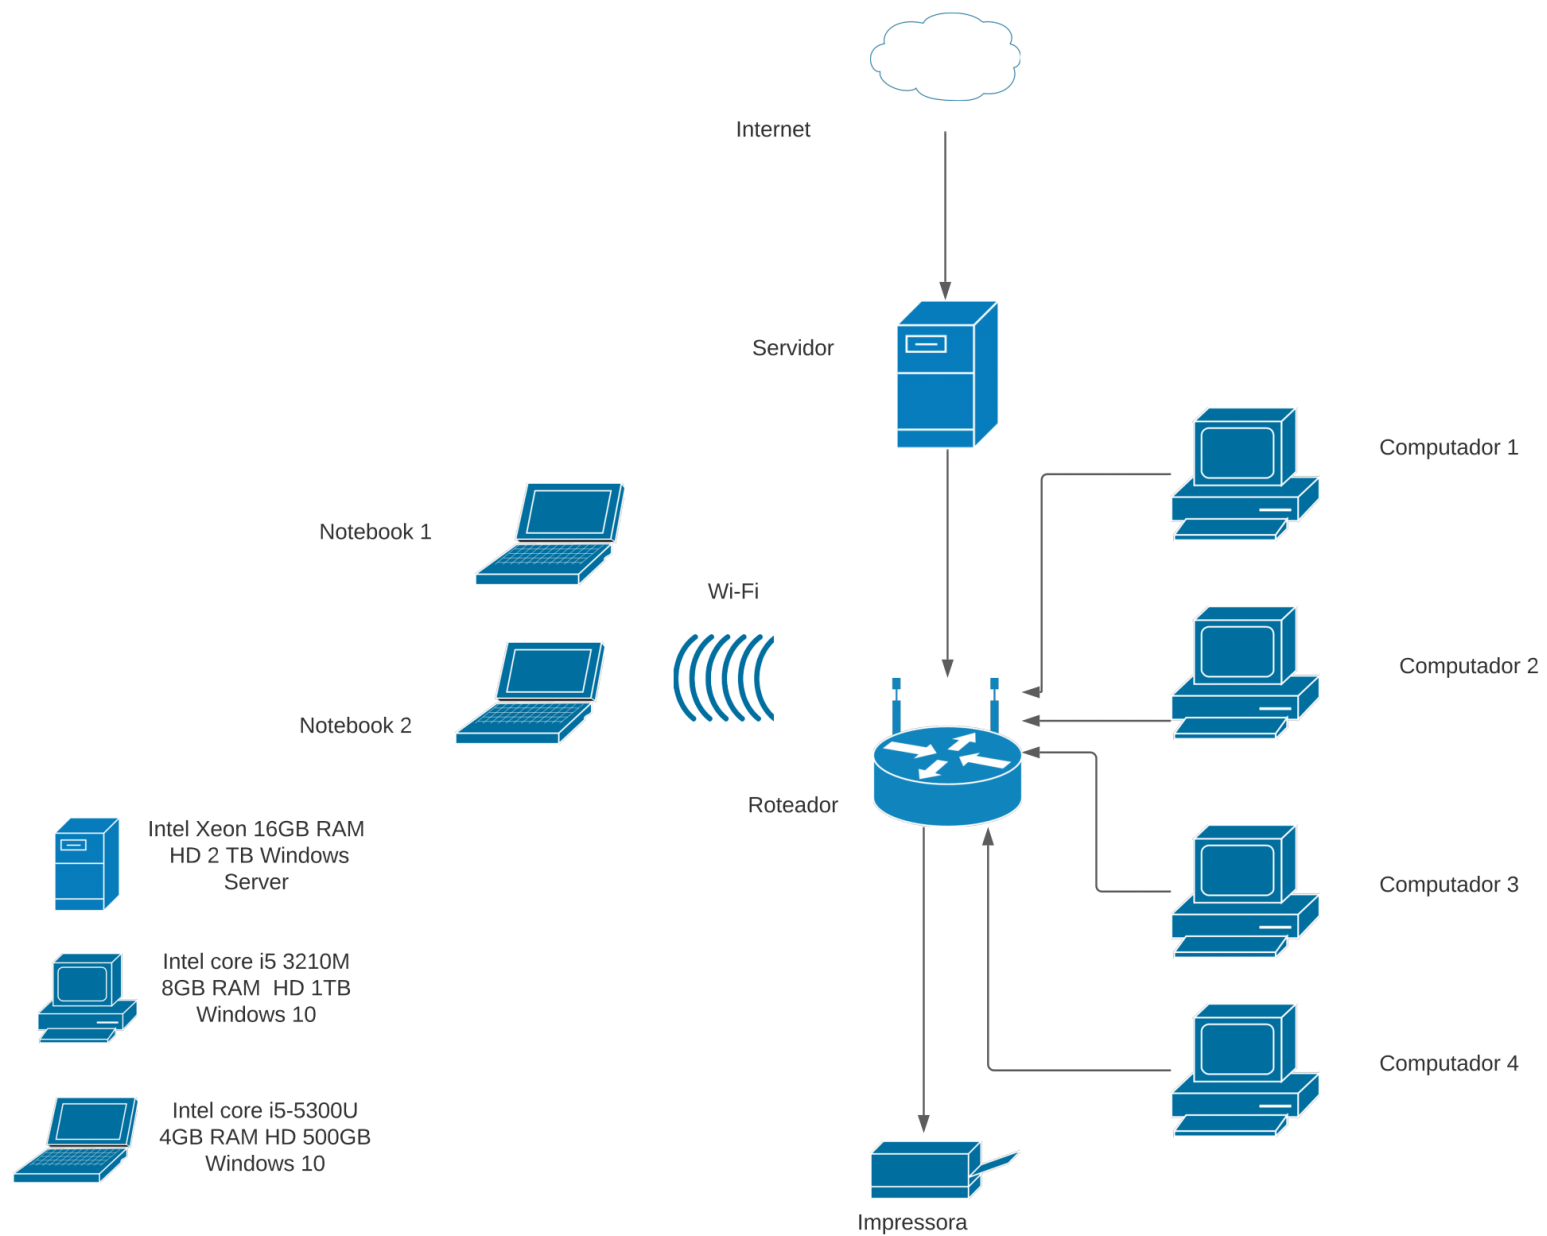 Internet
Servidor
Computador 1
Notebook 1
Wi-Fi
Computador 2
Notebook 2
Roteador
Intel Xeon 16GB RAM
HD 2 TB Windows
Server
Computador 3
Intel core i5 3210M
8GB RAM  HD 1TB
Windows 10
Computador 4
Intel core i5-5300U
4GB RAM HD 500GB
Windows 10
Impressora